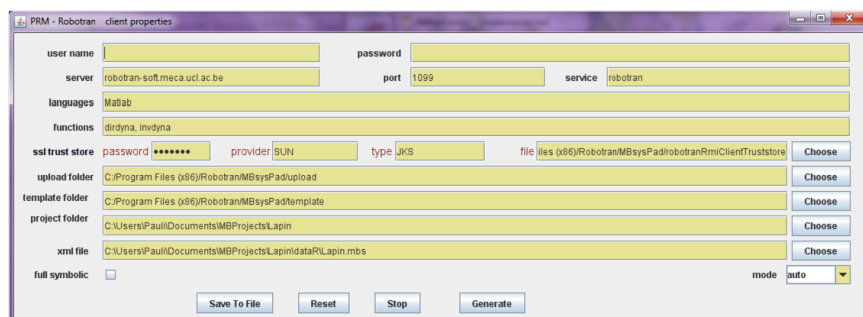 PRM - Robotran client properties
user name password
server robotran-soft.meca.ucl.ac.be port 1099 service robotran
languages Matlab
functions dirdyna, invdyna
ssl trust store password ••••••• provider SUN type JKS file iles (x86)/Robotran/MBsysPad/robotranRmiClientTruststore Choose
upload folder C:/Program Files (x86)/Robotran/MBsysPad/upload Choose
template folder C:/Program Files (x86)/Robotran/MBsysPad/template Choose
project folder C:\Users\Pauli\Documents\MBProjects\Lapin Choose
xml file C:\Users\Pauli\Documents\MBProjects\Lapin\dataR\Lapin.mbs Choose
full symbolic mode auto
Save To File Reset Stop Generate